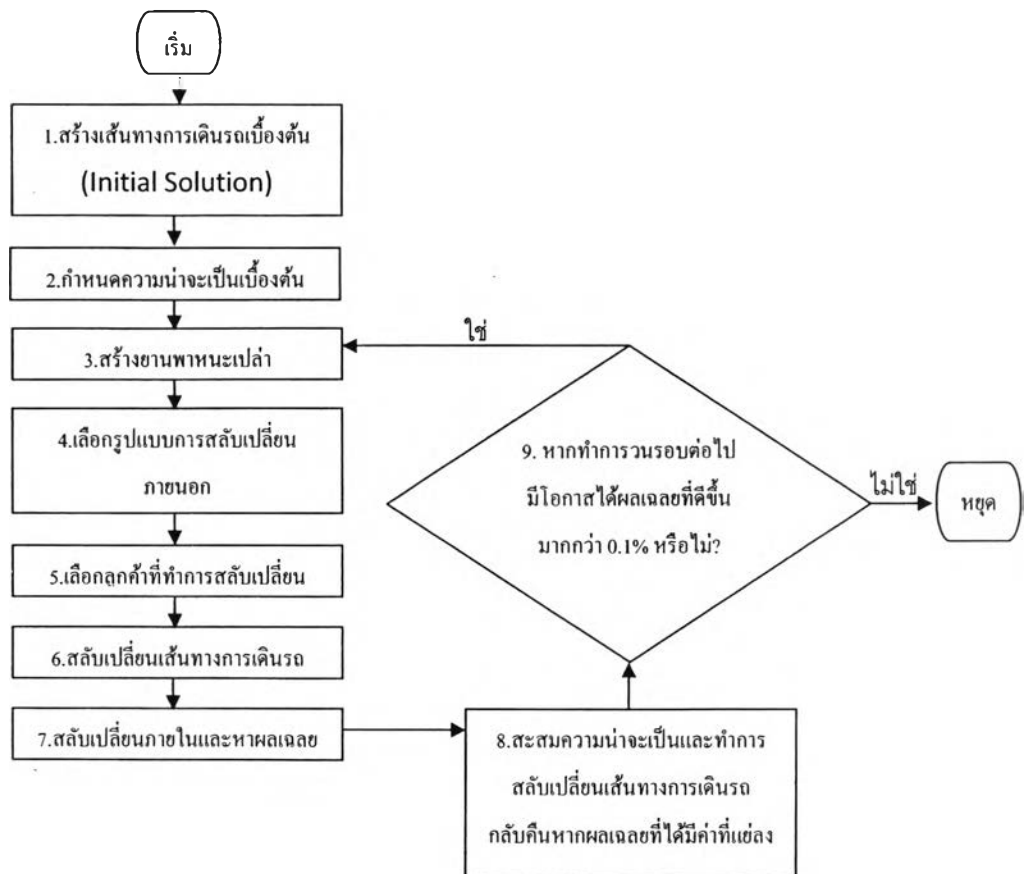 เริ่ม
1.สร้างเส้นทางการเดินรถเบื้องต้น
(Initial Solution)
2.กำหนดความน่าจะเป็นเบื้องต้น
3.สร้างยานพาหนะเปล่า
4.เลือกรูปแบบการสลับเปลี่ยน
ภายนอก
5.เลือกลูกค้าที่ทำการสลับเปลี่ยน
6.สลับเปลี่ยนเส้นทางการเดินรถ
7.สลับเปลี่ยนภายในและหาผลเฉลย
8.สะสมความน่าจะเป็นและทำการ
สลับเปลี่ยนเส้นทางการเดินรถ
กลับคืนหากผลเฉลยที่ได้มีค่าที่แย่ลง
9. หากทำการวนรอบต่อไป
มีโอกาสได้ผลเฉลยที่ดีขึ้น
มากกว่า 0.1% หรือไม่?
ใช่
ไม่ใช่
หยุด